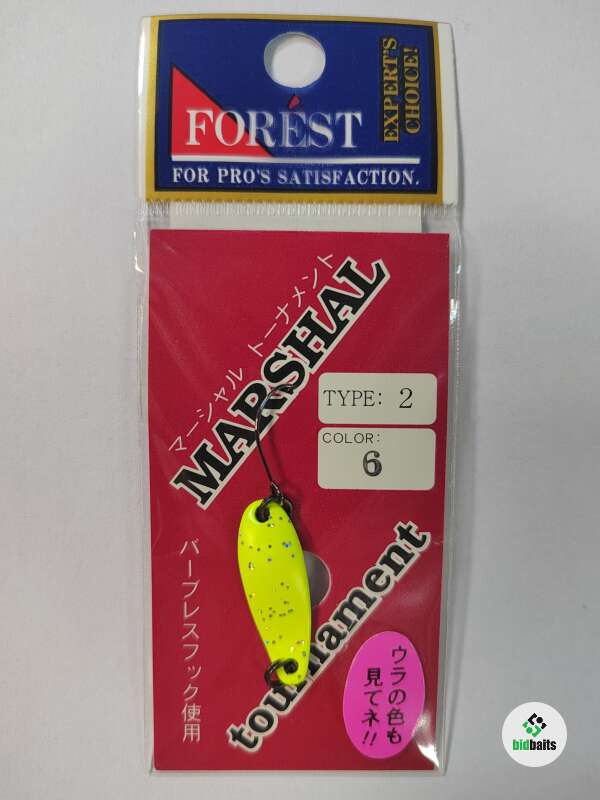 EXPERT'S
CHOICE!
FORÉST
FOR PRO'S SATISFACTION.
マーシャル トーナメント
MARSHAL
TYPE: 2
COLOR:
6
tournament
バーブレスフック使用
ウラの色も
見てネ!!
bidbaits